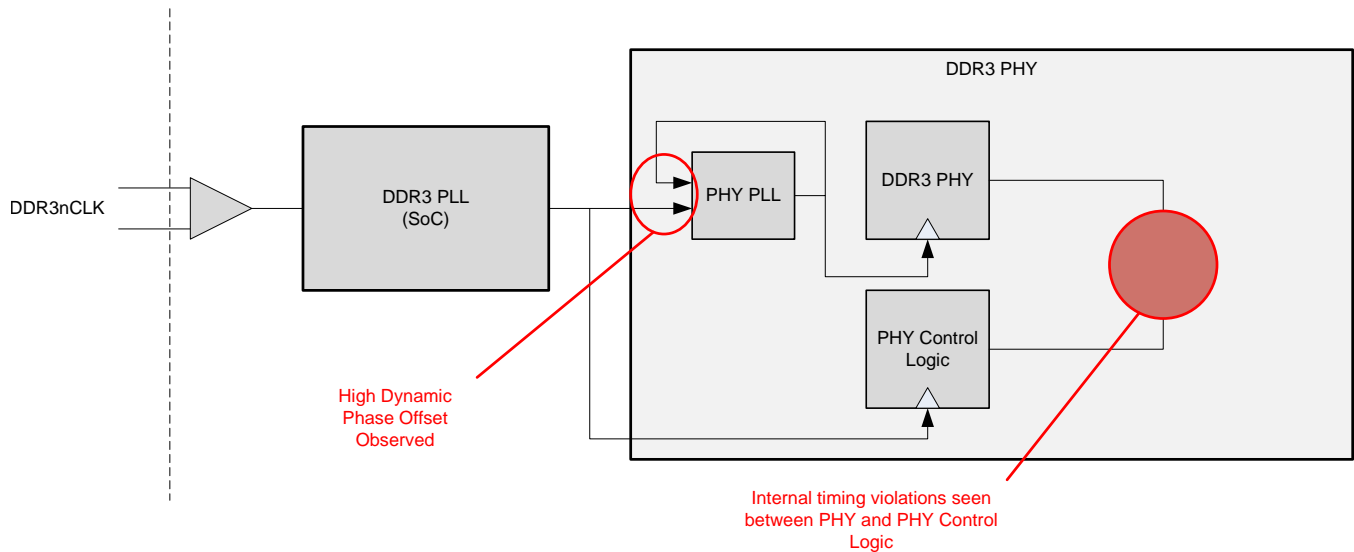 DDR3 PHY
DDR3nCLK
DDR3 PLL
(SoC)
PHY PLL
DDR3 PHY
PHY Control
Logic
High Dynamic
Phase Offset
Observed
Internal timing violations seen
between PHY and PHY Control
Logic